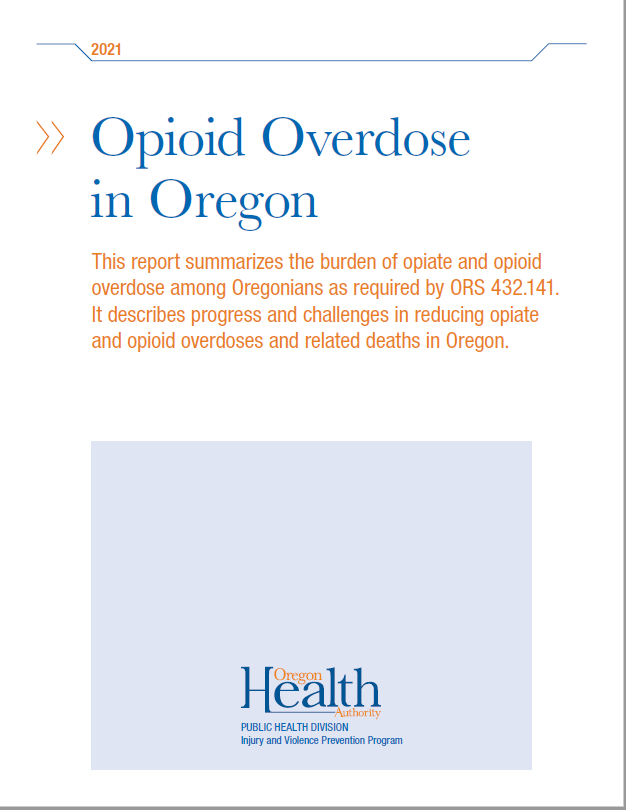 2021
Opioid Overdose
in Oregon
This report summarizes the burden of opiate and opioid
overdose among Oregonians as required by ORS 432.141.
It describes progress and challenges in reducing opiate
and opioid overdoses and related deaths in Oregon.
Oregon
Health
Authority
PUBLIC HEALTH DIVISION
Injury and Violence Prevention Program